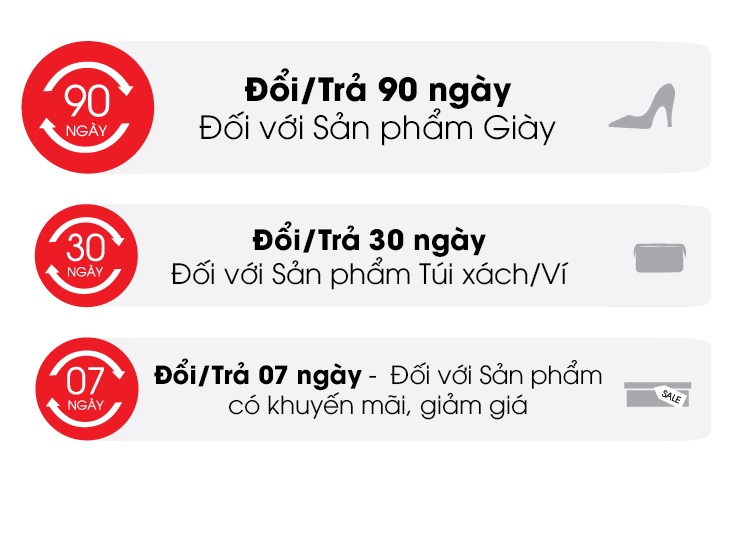 90
NGÀY
Đổi/Trả 90 ngày
Đối với Sản phẩm Giày
30
NGÀY
Đổi/Trả 30 ngày
Đối với Sản phẩm Túi xách/Ví
07
NGÀY
Đổi/Trả 07 ngày - Đối với Sản phẩm
có khuyến mãi, giảm giá
SALE